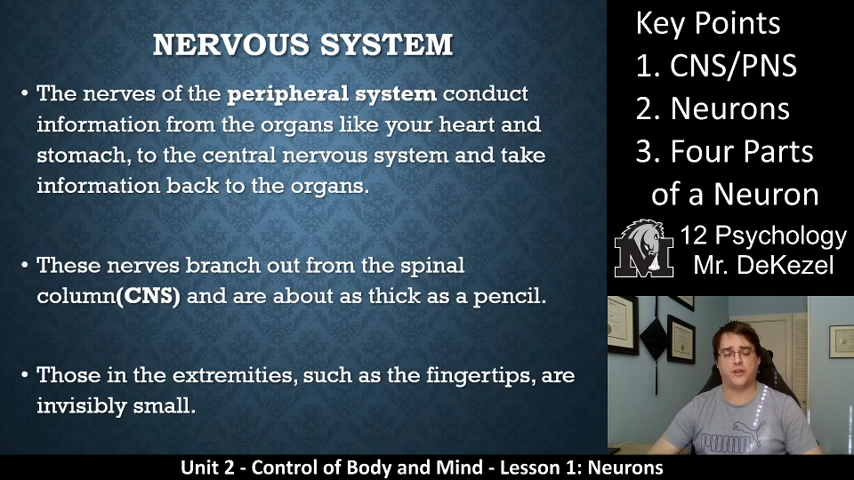 NERVOUS SYSTEM
• The nerves of the peripheral system conduct
information from the organs like your heart and
stomach, to the central nervous system and take
information back to the organs.
• These nerves branch out from the spinal
column(CNS) and are about as thick as a pencil.
• Those in the extremities, such as the fingertips, are
invisibly small.
Key Points
1. CNS/PNS
2. Neurons
3. Four Parts
of a Neuron
M
12 Psychology
Mr. DeKezel
PUMA
Unit 2 - Control of Body and Mind - Lesson 1: Neurons